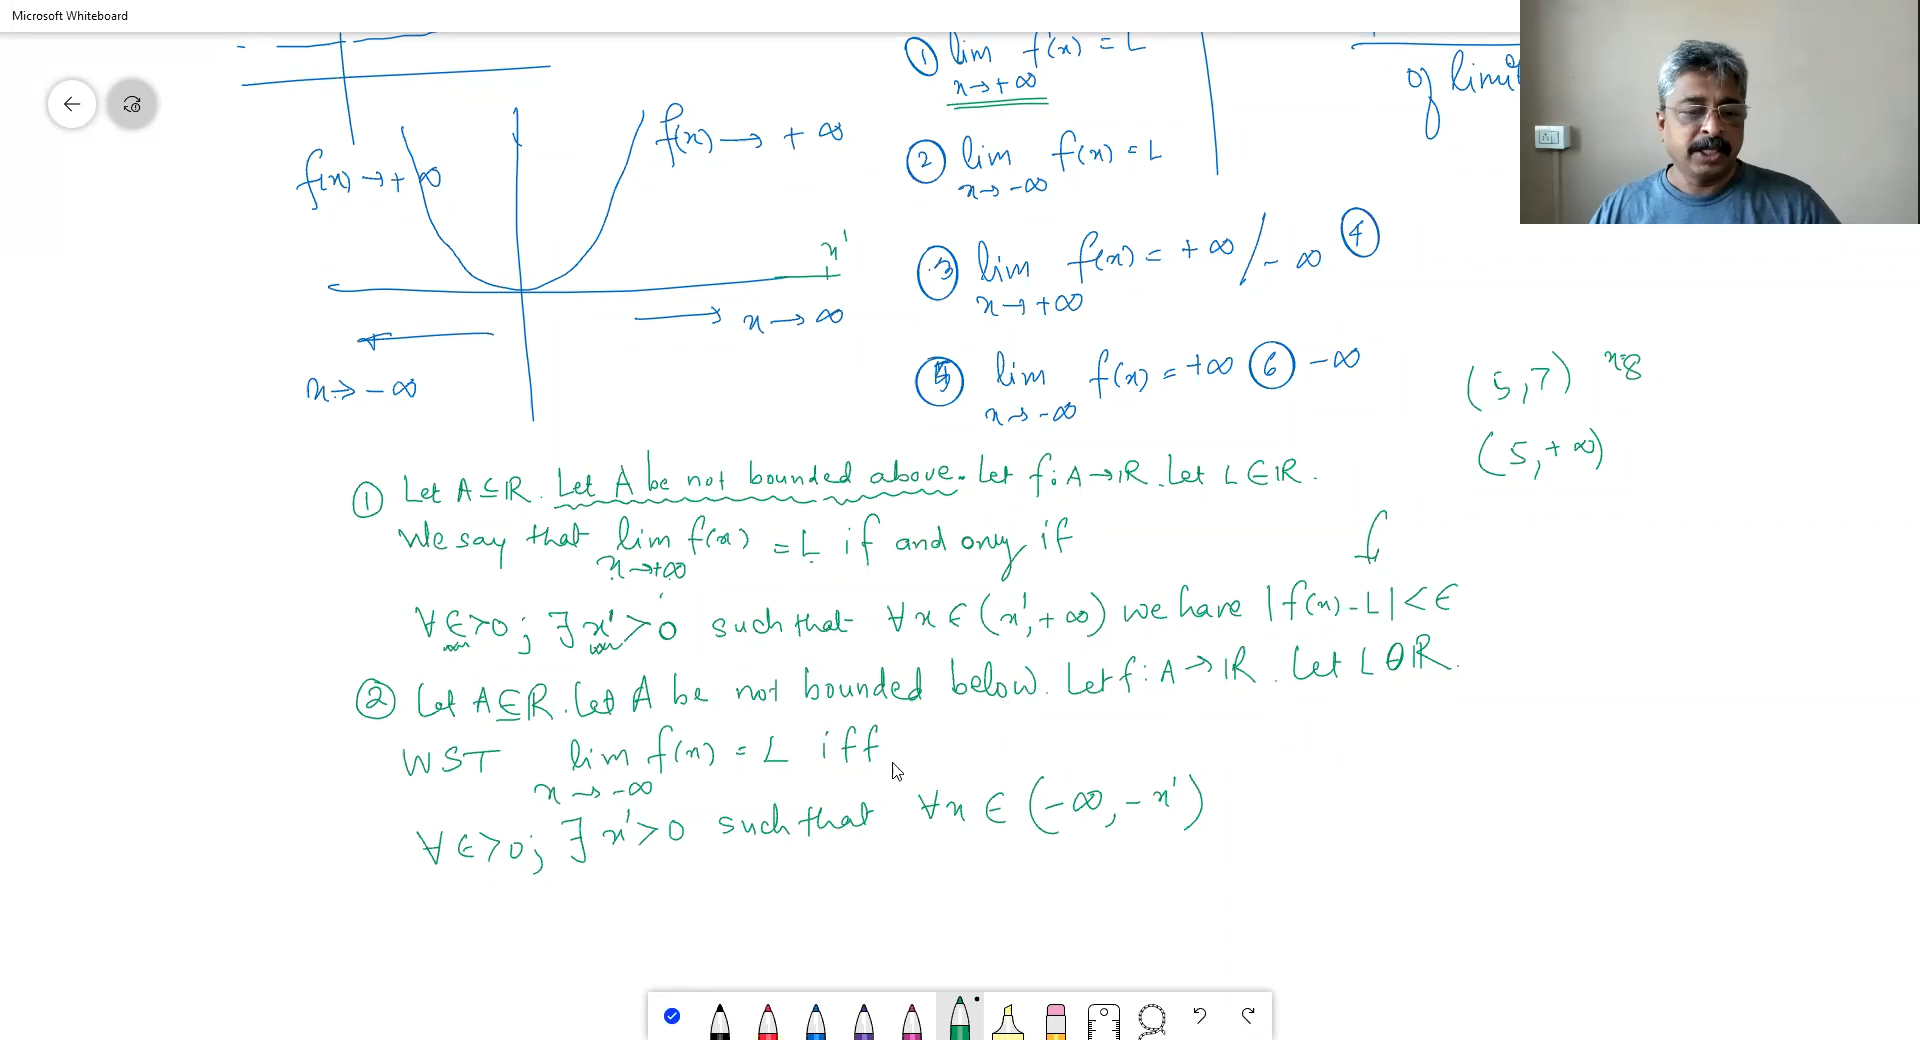 Microsoft Whiteboard
f(x) → + ∞
f(x) → + ∞
x'
x → ∞
x → - ∞
① lim f(x) = L
x → + ∞
② lim f(x) = L
x → - ∞
③ lim f(x) = + ∞ / - ∞ ④
x → + ∞
⑤ lim f(x) = + ∞ ⑥ - ∞
x → - ∞
of limit
(5, 7) x=8
(5, + ∞)
① Let A ⊆ ℝ. Let A be not bounded above. Let f: A → ℝ. Let L ∈ ℝ.
We say that lim f(x) = L if and only if
x → + ∞
∀ ϵ > 0; ∃ x' > 0 such that ∀ x ∈ (x', + ∞) we have |f(x) - L| < ϵ
② Let A ⊆ ℝ. Let A be not bounded below. Let f: A → ℝ. Let L ∈ ℝ.
WST lim f(x) = L iff
x → - ∞
∀ ϵ > 0; ∃ x' > 0 such that ∀ x ∈ (- ∞, - x')